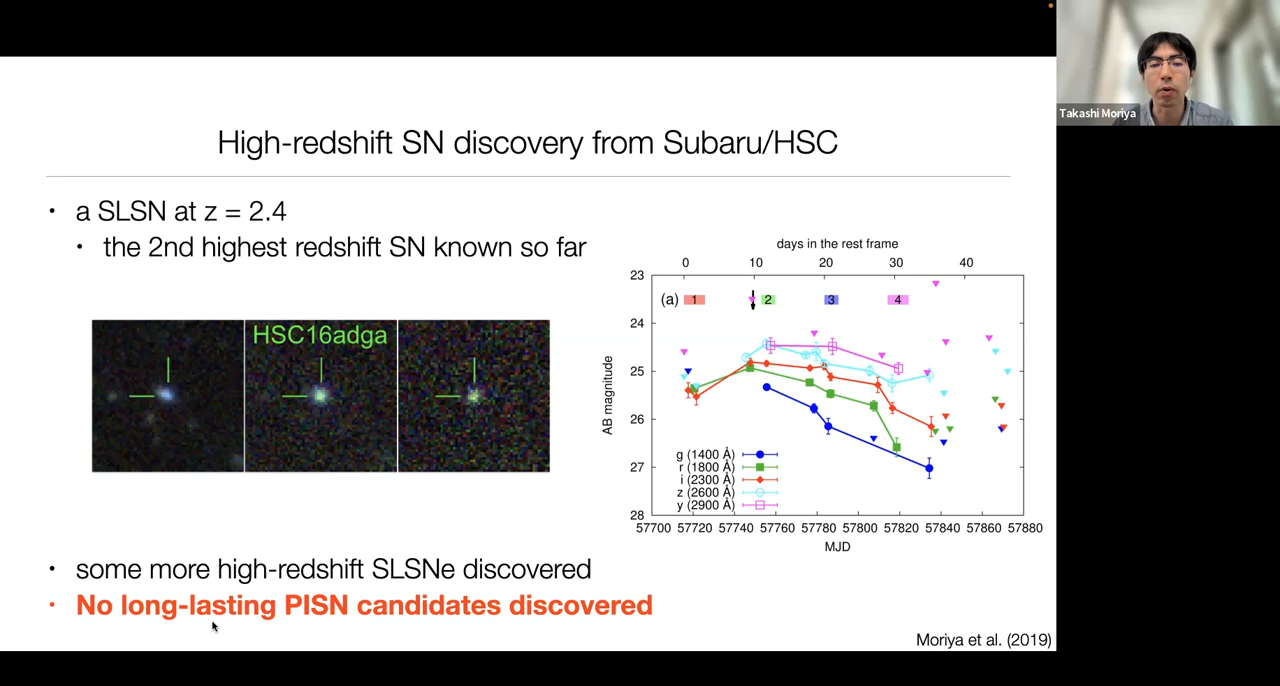 Takashi Moriya
High-redshift SN discovery from Subaru/HSC
• a SLSN at z = 2.4
• the 2nd highest redshift SN known so far
HSC16adga
days in the rest frame
0 10 20 30 40
(a) 1 2 3 4
23
24
25
26
27
28
AB magnitude
g (1400 Å)
r (1800 Å)
i (2300 Å)
z (2600 Å)
y (2900 Å)
57700 57720 57740 57760 57780 57800 57820 57840 57860 57880
MJD
• some more high-redshift SLSNe discovered
• No long-lasting PISN candidates discovered
Moriya et al. (2019)